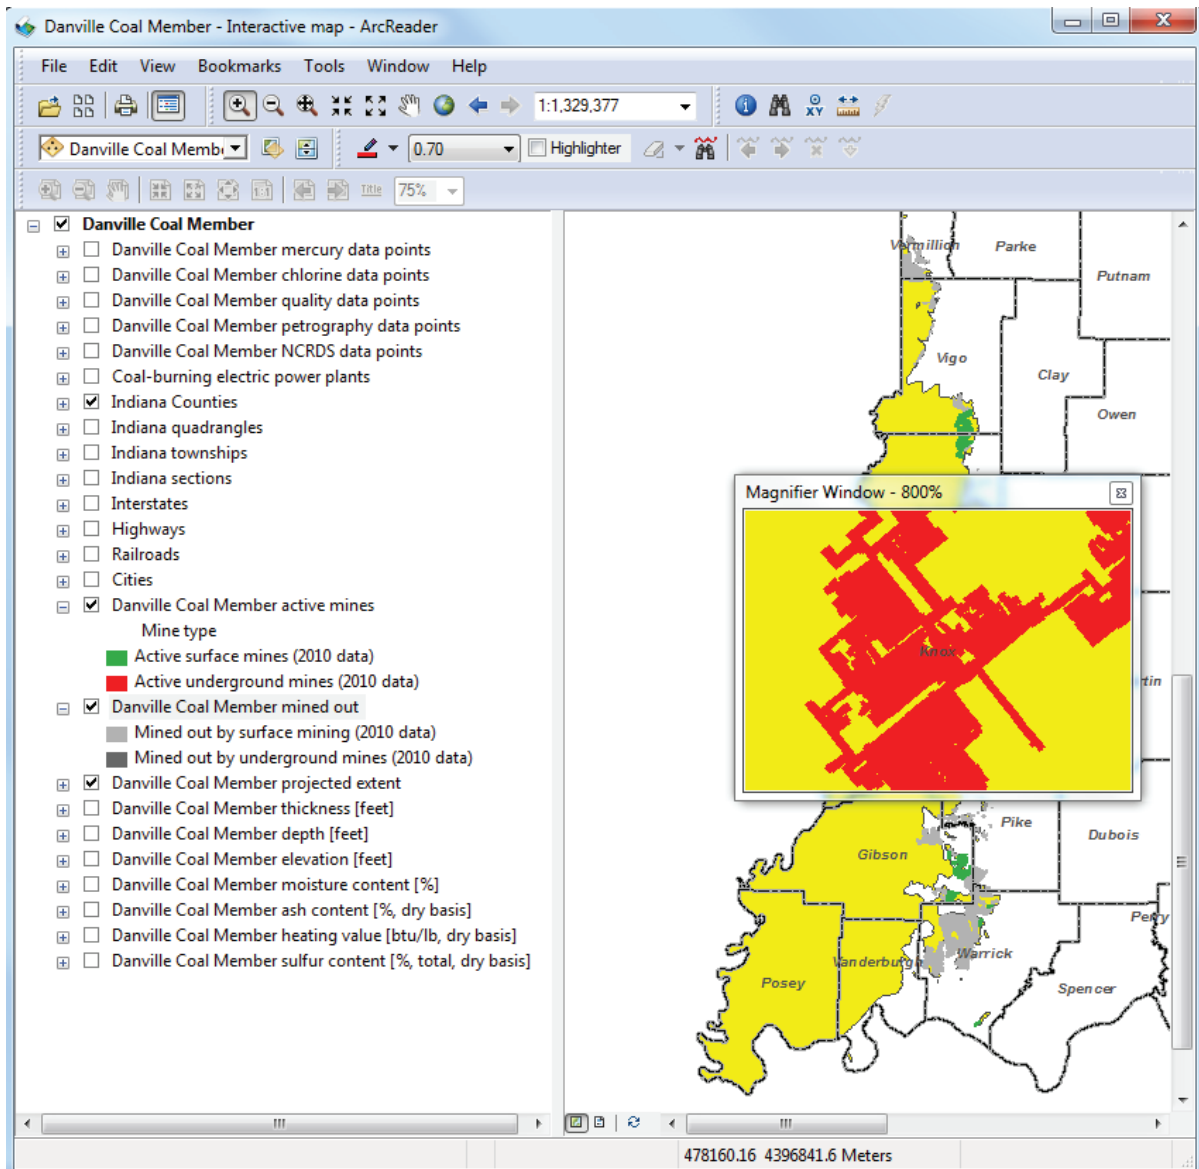 Danville Coal Member - Interactive map - ArcReader
File Edit View Bookmarks Tools Window Help
1:1,329,377
XY
0.70
Highlighter
1:1
Title
75%
Danville Coal Member
Danville Coal Member mercury data points
Danville Coal Member chlorine data points
Danville Coal Member quality data points
Danville Coal Member petrography data points
Danville Coal Member NCRDS data points
Coal-burning electric power plants
Indiana Counties
Indiana quadrangles
Indiana townships
Indiana sections
Interstates
Highways
Railroads
Cities
Danville Coal Member active mines
Mine type
Active surface mines (2010 data)
Active underground mines (2010 data)
Danville Coal Member mined out
Mined out by surface mining (2010 data)
Mined out by underground mines (2010 data)
Danville Coal Member projected extent
Danville Coal Member thickness [feet]
Danville Coal Member depth [feet]
Danville Coal Member elevation [feet]
Danville Coal Member moisture content [%]
Danville Coal Member ash content [%, dry basis]
Danville Coal Member heating value [btu/lb, dry basis]
Danville Coal Member sulfur content [%, total, dry basis]
Vermillion
Parke
Putnam
Vigo
Clay
Owen
Magnifier Window - 800%
Knox
rtin
Pike
Dubois
Gibson
Perry
Warrick
Vanderburgh
Posey
Spencer
478160.16 4396841.6 Meters